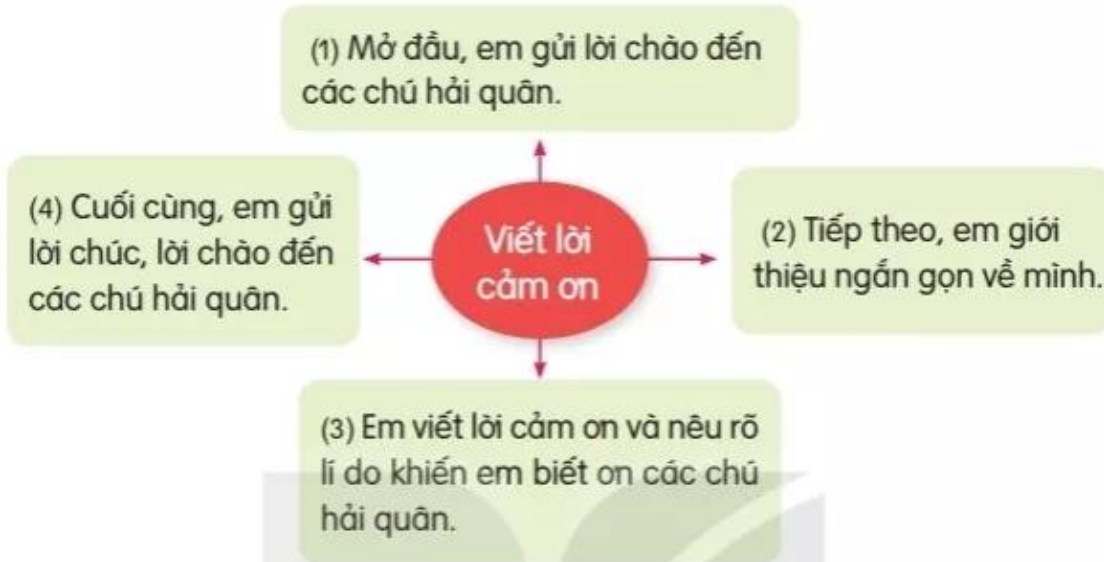 (1) Mở đầu, em gửi lời chào đến
các chú hải quân.
(4) Cuối cùng, em gửi
lời chúc, lời chào đến
các chú hải quân.
Viết lời
cảm ơn
(2) Tiếp theo, em giới
thiệu ngắn gọn về mình.
(3) Em viết lời cảm ơn và nêu rõ
lí do khiến em biết ơn các chú
hải quân.